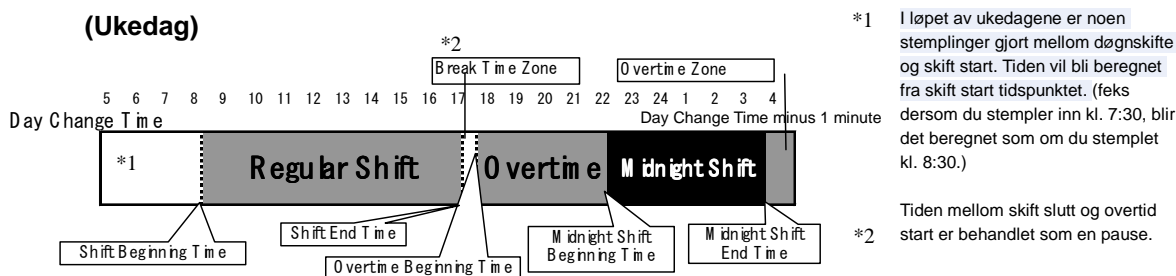 (Ukedag)
*2
Break Time Zone
Overtime Zone
5 6 7 8 9 10 11 12 13 14 15 16 17 18 19 20 21 22 23 24 1 2 3 4
Day Change Time
Day Change Time minus 1 minute
*1
Regular Shift
Overtime
Midnight Shift
Shift Beginning Time
Shift End Time
Overtime Beginning Time
Midnight Shift
Beginning Time
Midnight Shift
End Time
*1 I løpet av ukedagene er noen
stemplinger gjort mellom døgnskifte
og skift start. Tiden vil bli beregnet
fra skift start tidspunktet. (feks
dersom du stempler inn kl. 7:30, blir
det beregnet som om du stemplet
kl. 8:30.)
Tiden mellom skift slutt og overtid
*2 start er behandlet som en pause.